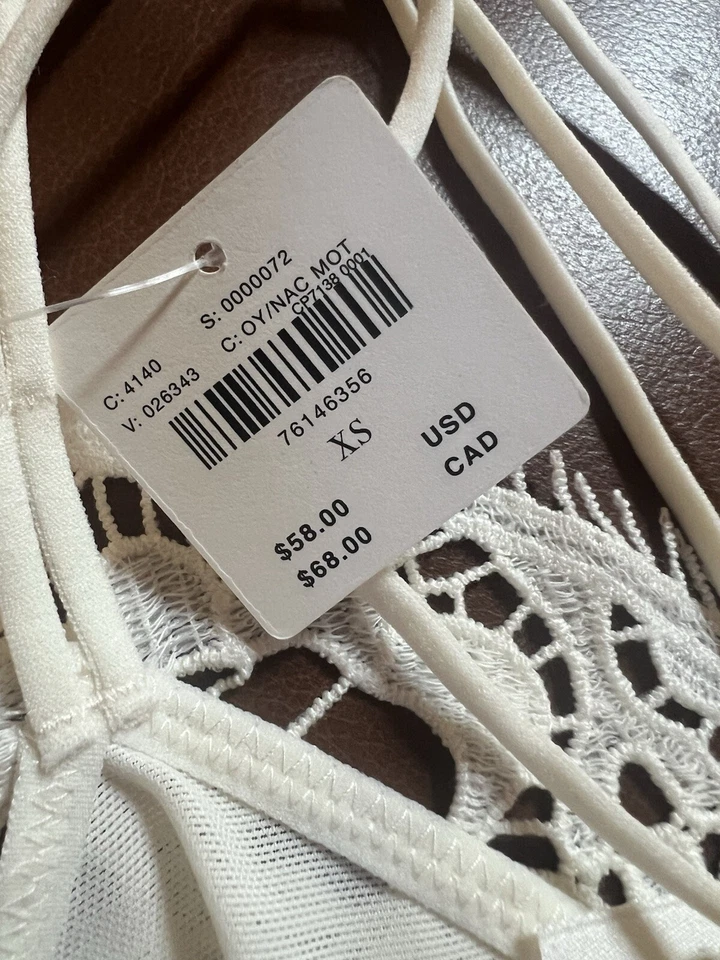 S: 0000072
C: 4140
C: OY/NAC MOT
V: 026343
CP7138 0001
76146356
XS
$58.00 USD
$68.00 CAD